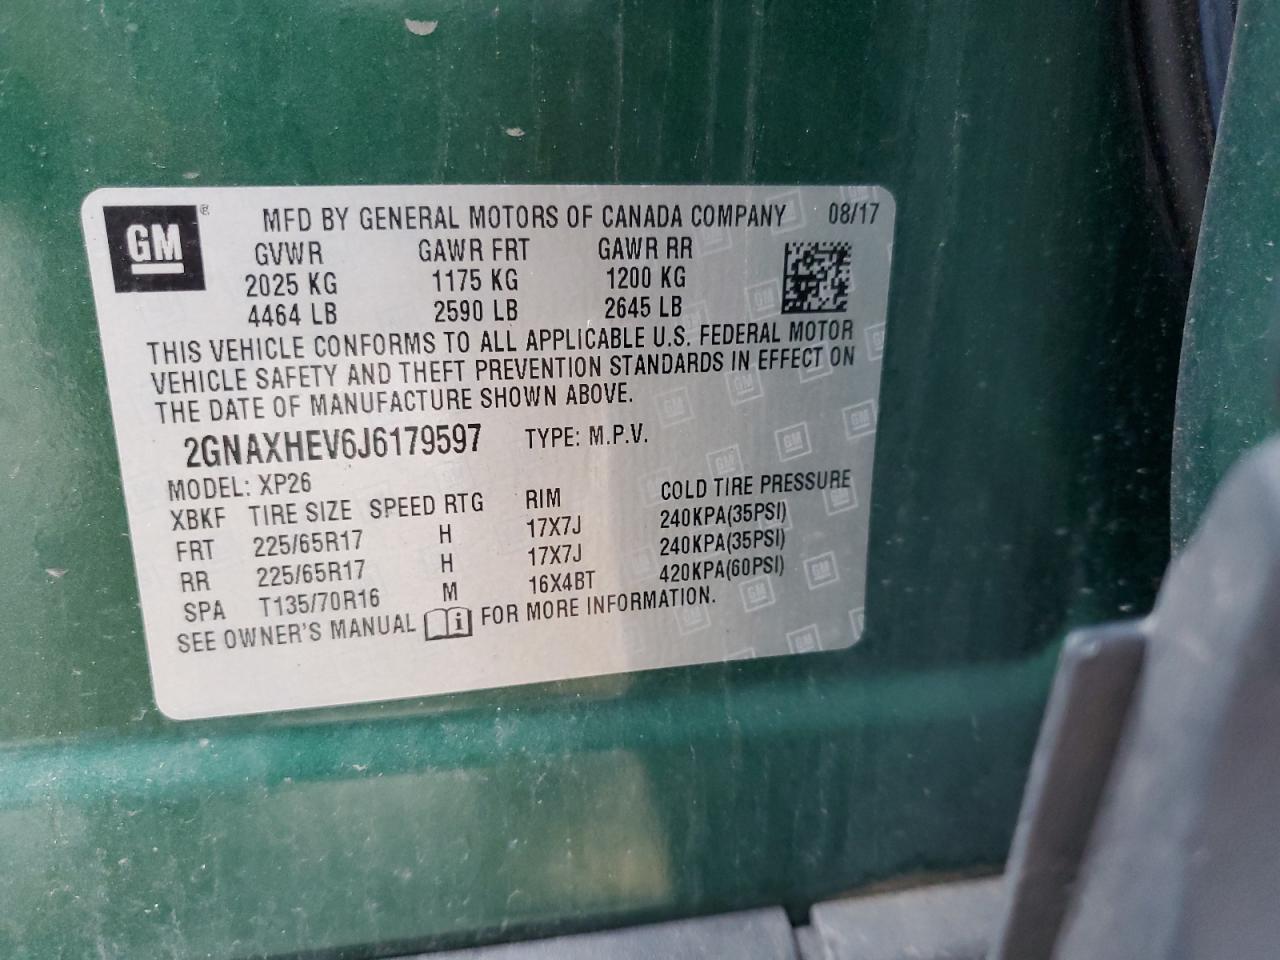 GM ® MFD BY GENERAL MOTORS OF CANADA COMPANY 08/17
GVWR GAWR FRT GAWR RR
2025 KG 1175 KG 1200 KG
4464 LB 2590 LB 2645 LB
THIS VEHICLE CONFORMS TO ALL APPLICABLE U.S. FEDERAL MOTOR
VEHICLE SAFETY AND THEFT PREVENTION STANDARDS IN EFFECT ON
THE DATE OF MANUFACTURE SHOWN ABOVE.
2GNAXHEV6J6179597 TYPE: M.P.V.
MODEL: XP26
XBKF TIRE SIZE SPEED RTG RIM COLD TIRE PRESSURE
FRT 225/65R17 H 17X7J 240KPA(35PSI)
RR 225/65R17 H 17X7J 240KPA(35PSI)
SPA T135/70R16 M 16X4BT 420KPA(60PSI)
SEE OWNER'S MANUAL i FOR MORE INFORMATION.